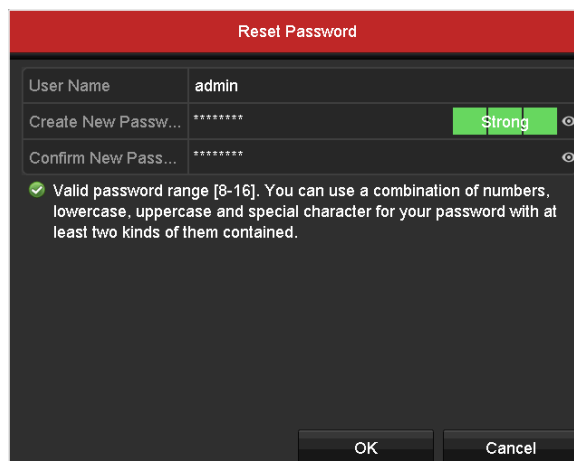 Reset Password
User Name admin
Create New Passw... ******** Strong
Confirm New Pass... ********
Valid password range [8-16]. You can use a combination of numbers,
lowercase, uppercase and special character for your password with at
least two kinds of them contained.
OK Cancel